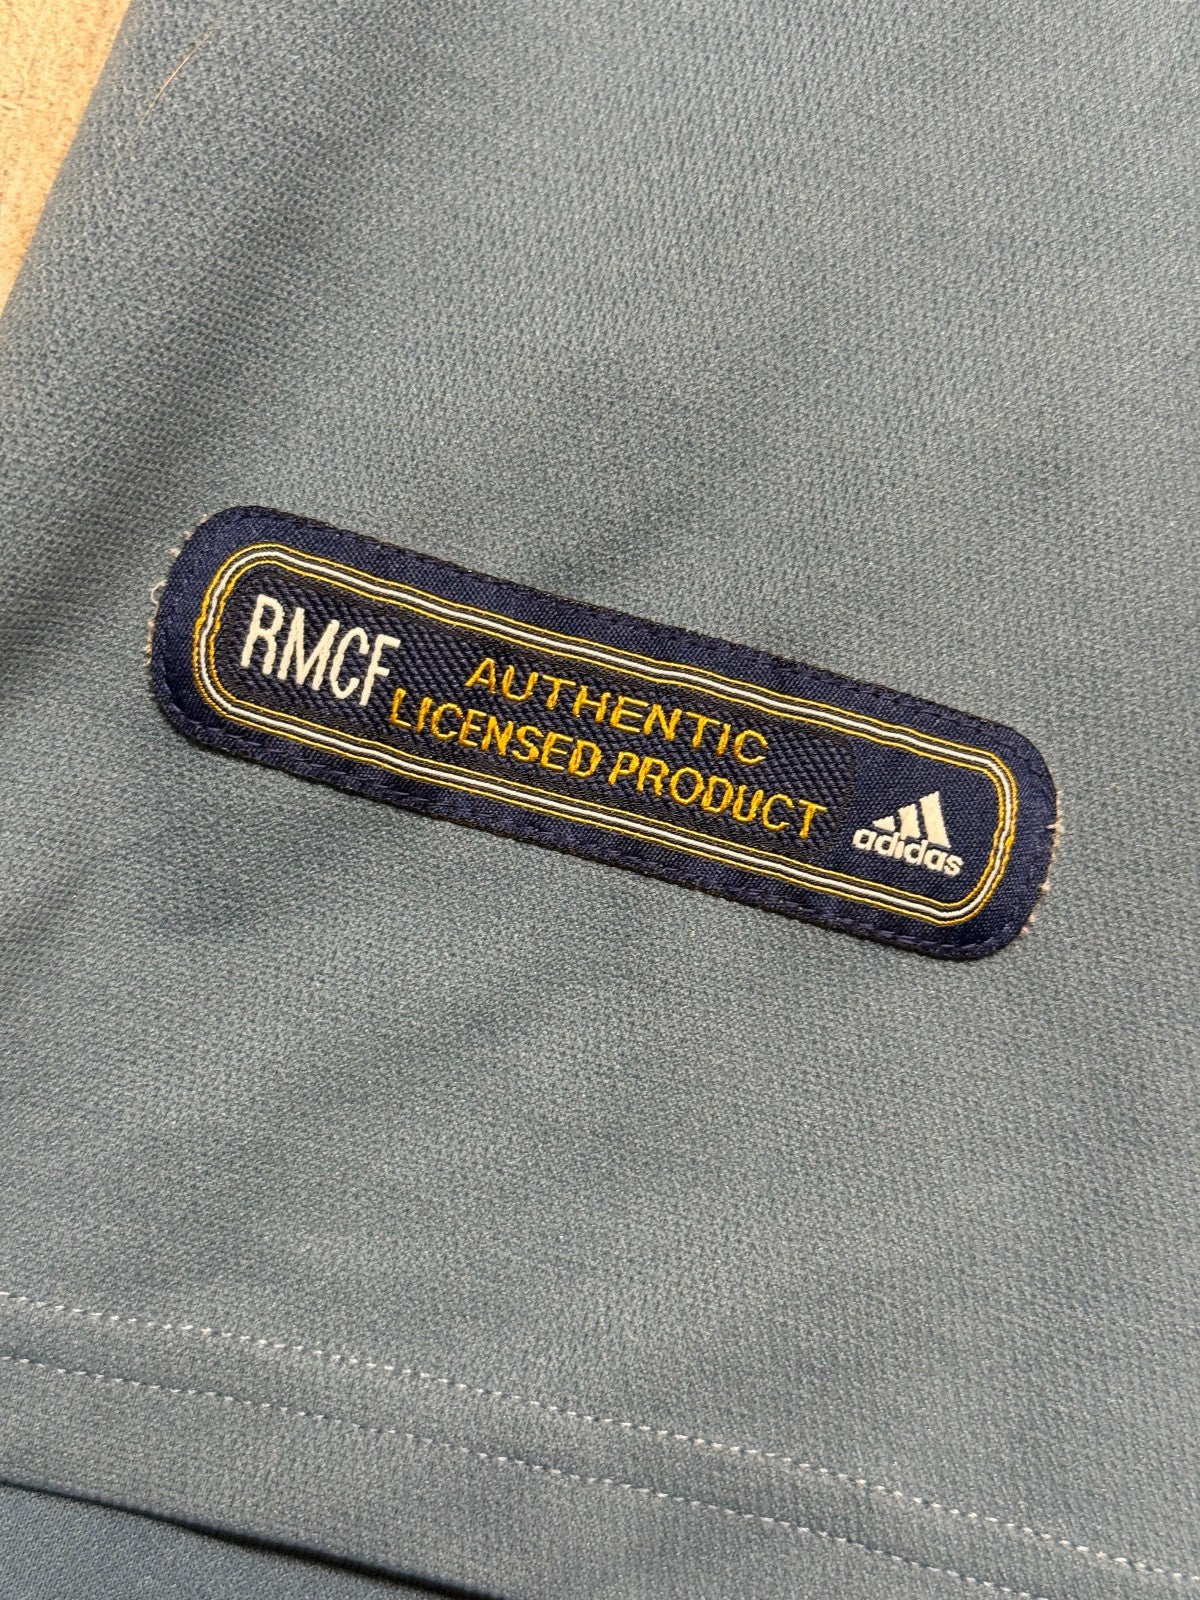 RMCF
AUTHENTIC
LICENSED PRODUCT
adidas